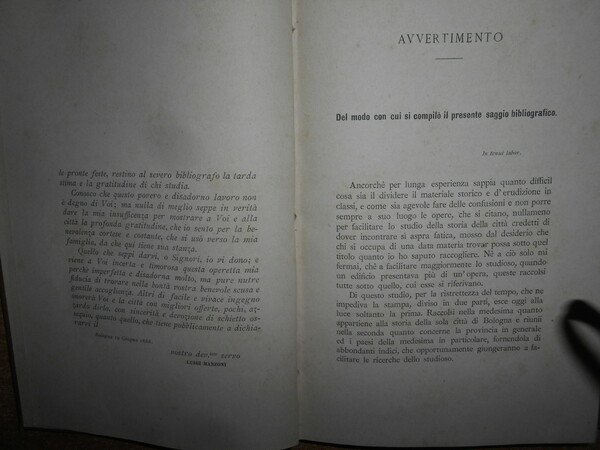 le pronte feste, restino al severo bibliografo la tarda
stima e la gratitudine di chi studia.
Conosco che questo povero e disadorno lavoro non
è degno di Voi; ma nulla di meglio seppe in verità
dare la mia insuficenza per mostrare a Voi e alla
città la profonda gratitudine, che io sento per la be-
nevolenza cortese e costante, che si usò verso la mia
famiglia, da che qui tiene sua stanza.
Quello che seppi darvi, o Signori, io vi dono; e
viene a Voi incerta e timorosa questa operetta mia
perchè imperfetta e disadorna molto, ma pure nutre
fiducia di trovare nella bontà vostra benevole scusa e
gentile accoglianza. Altri di facile e vivace ingegno
onorerà Voi e la città con migliori offerte, pochi, az-
zardo dirlo, con sincerità e devozione di schietto os-
sequio, quanto quello, che tiene pubblicamente a dichia-
rarvi il
Bologna 12 Giugno 1888.
vostro dev.mo servo
LUIGI MANZONI
AVVERTIMENTO
Del modo con cui si compilò il presente saggio bibliografico.
In tenui labor.
Ancorchè per lunga esperienza sappia quanto difficil
cosa sia il dividere il materiale storico e d'erudizione in
classi, e come sia agevole fare delle confusioni e non porre
sempre a suo luogo le opere, che si citano, nullameno
per facilitare lo studio della storia della città credetti di
dover incontrare sì aspra fatica, mosso dal desiderio che
chi si occupa di una data materia trovar possa sotto quel
titolo quanto io ho saputo raccogliere. Nè a ciò solo mi
fermai, chè a facilitare maggiormente lo studioso, quando
un edificio presentava più di un'opera, queste raccolsi
tutte sotto quello, cui esse si riferivano.
Di questo studio, per la ristrettezza del tempo, che ne
impediva la stampa, diviso in due parti, esce oggi alla
luce soltanto la prima. Raccolsi nella medesima quanto
appartiene alla storia della sola città di Bologna e riunii
nella seconda quanto concerne la provincia in generale
ed i paesi della medesima in particolare, fornendola di
abbondanti indici, che opportunamente giungeranno a fa-
cilitare le ricerche dello studioso.